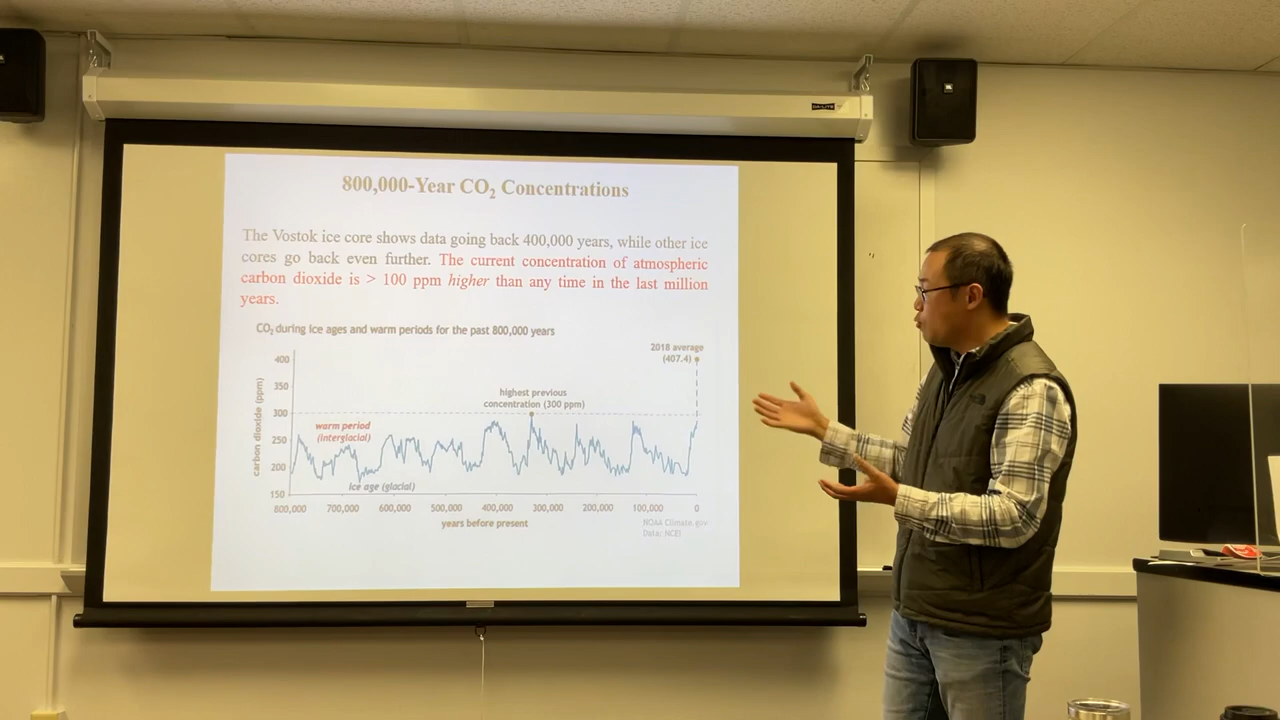 DA-LITE
JBL
800,000-Year CO₂ Concentrations
The Vostok ice core shows data going back 400,000 years, while other ice
cores go back even further. The current concentration of atmospheric
carbon dioxide is > 100 ppm higher than any time in the last million
years.
CO₂ during ice ages and warm periods for the past 800,000 years
2018 average
(407.4)
400
350
highest previous
concentration (300 ppm)
300
warm period
(interglacial)
250
200
ice age (glacial)
150
carbon dioxide (ppm)
800,000 700,000 600,000 500,000 400,000 300,000 200,000 100,000 0
years before present
NOAA Climate.gov
Data: NCEI